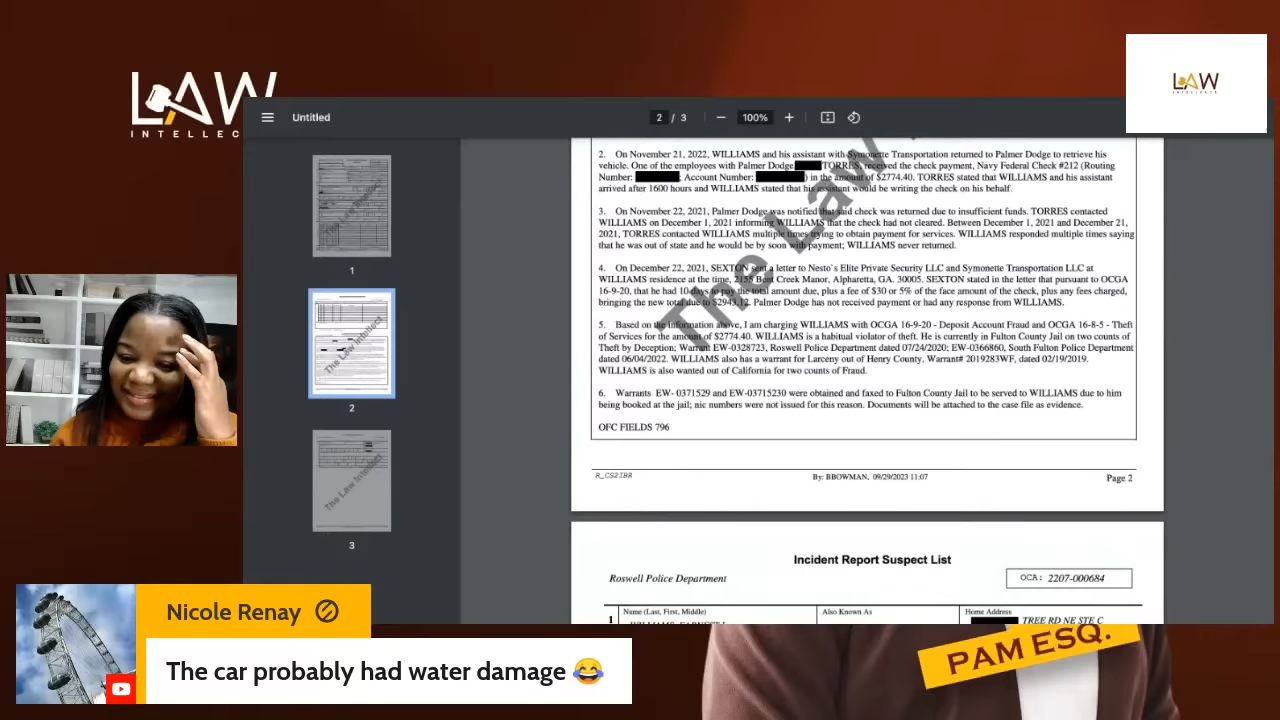 LAW
INTELLEC
LAW
INTELLECTS
Untitled
2 / 3
100%
1
2
3
The Law
The Law Intellect
2. On November 21, 2022, WILLIAMS and his assistant with Symonette Transportation returned to Palmer Dodge to retrieve his
vehicle. One of the employees with Palmer Dodge TORRES, received the check payment, Navy Federal Check #212 (Routing
Number: ; Account Number: ) in the amount of $2774.40. TORRES stated that WILLIAMS and his assistant
arrived after 1600 hours and WILLIAMS stated that his assistant would be writing the check on his behalf.
3. On November 22, 2021, Palmer Dodge was notified that said check was returned due to insufficient funds. TORRES contacted
WILLIAMS on December 1, 2021 informing WILLIAMS that the check had not cleared. Between December 1, 2021 and December 21,
2021, TORRES contacted WILLIAMS multiple times trying to obtain payment for services. WILLIAMS responded multiple times saying
that he was out of state and he would be by soon with payment; WILLIAMS never returned.
4. On December 22, 2021, SEXTON sent a letter to Nesto's Elite Private Security LLC and Symonette Transportation LLC at
WILLIAMS residence at the time, 2155 Bent Creek Manor, Alpharetta, GA. 30005. SEXTON stated in the letter that pursuant to OCGA
16-9-20, that he had 10 days to pay the total amount due, plus a fee of $30 or 5% of the face amount of the check, plus any fees charged,
bringing the new total due to $2943.12. Palmer Dodge has not received payment or had any response from WILLIAMS.
5. Based on the information above, I am charging WILLIAMS with OCGA 16-9-20 - Deposit Account Fraud and OCGA 16-8-5 - Theft
of Services for the amount of $2774.40. WILLIAMS is a habitual violator of theft. He is currently in Fulton County Jail on two counts of
Theft by Deception; Warrant EW-0328723, Roswell Police Department dated 07/24/2020; EW-0366860, South Fulton Police Department
dated 06/04/2022. WILLIAMS also has a warrant for Larceny out of Henry County, Warrant# 2019283WF, dated 02/19/2019.
WILLIAMS is also wanted out of California for two counts of Fraud.
6. Warrants EW- 0371529 and EW-03715230 were obtained and faxed to Fulton County Jail to be served to WILLIAMS due to him
being booked at the jail; nic numbers were not issued for this reason. Documents will be attached to the case file as evidence.
OFC FIELDS 796
R_CS2IBR
By: BBOWMAN, 09/29/2023 11:07
Page 2
Incident Report Suspect List
Roswell Police Department
OCA: 2207-000684
1
Name (Last, First, Middle)
Also Known As
Home Address
TREE RD NE STE C
Nicole Renay
The car probably had water damage 😂
PAM ESQ.